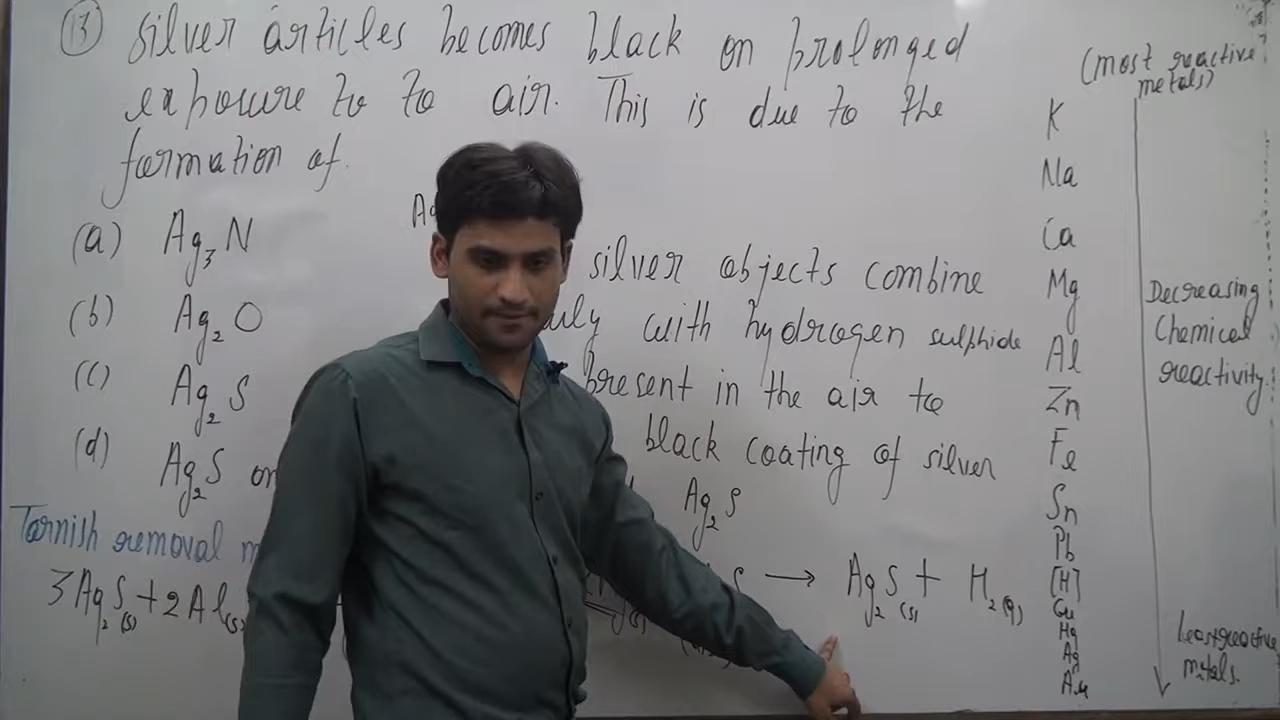 (13) Silver articles becomes black on prolonged
exposure to to air. This is due to the
formation of.
(a) Ag₃N
(b) Ag₂O
(c) Ag₂S
(d) Ag₂S
silver objects combine
with hydrogen sulphide
present in the air to
black coating of silver
Ag₂S
Tarnish removal
3Ag₂S(s) + 2Al(s)
→ Ag₂S(s) + H₂(g)
(most reactive
metals)
K
Na
Ca
Mg
Al
Zn
Fe
Sn
Pb
[H]
Cu
Hg
Ag
Au
Decreasing
Chemical
reactivity.
Least reactive
metals.